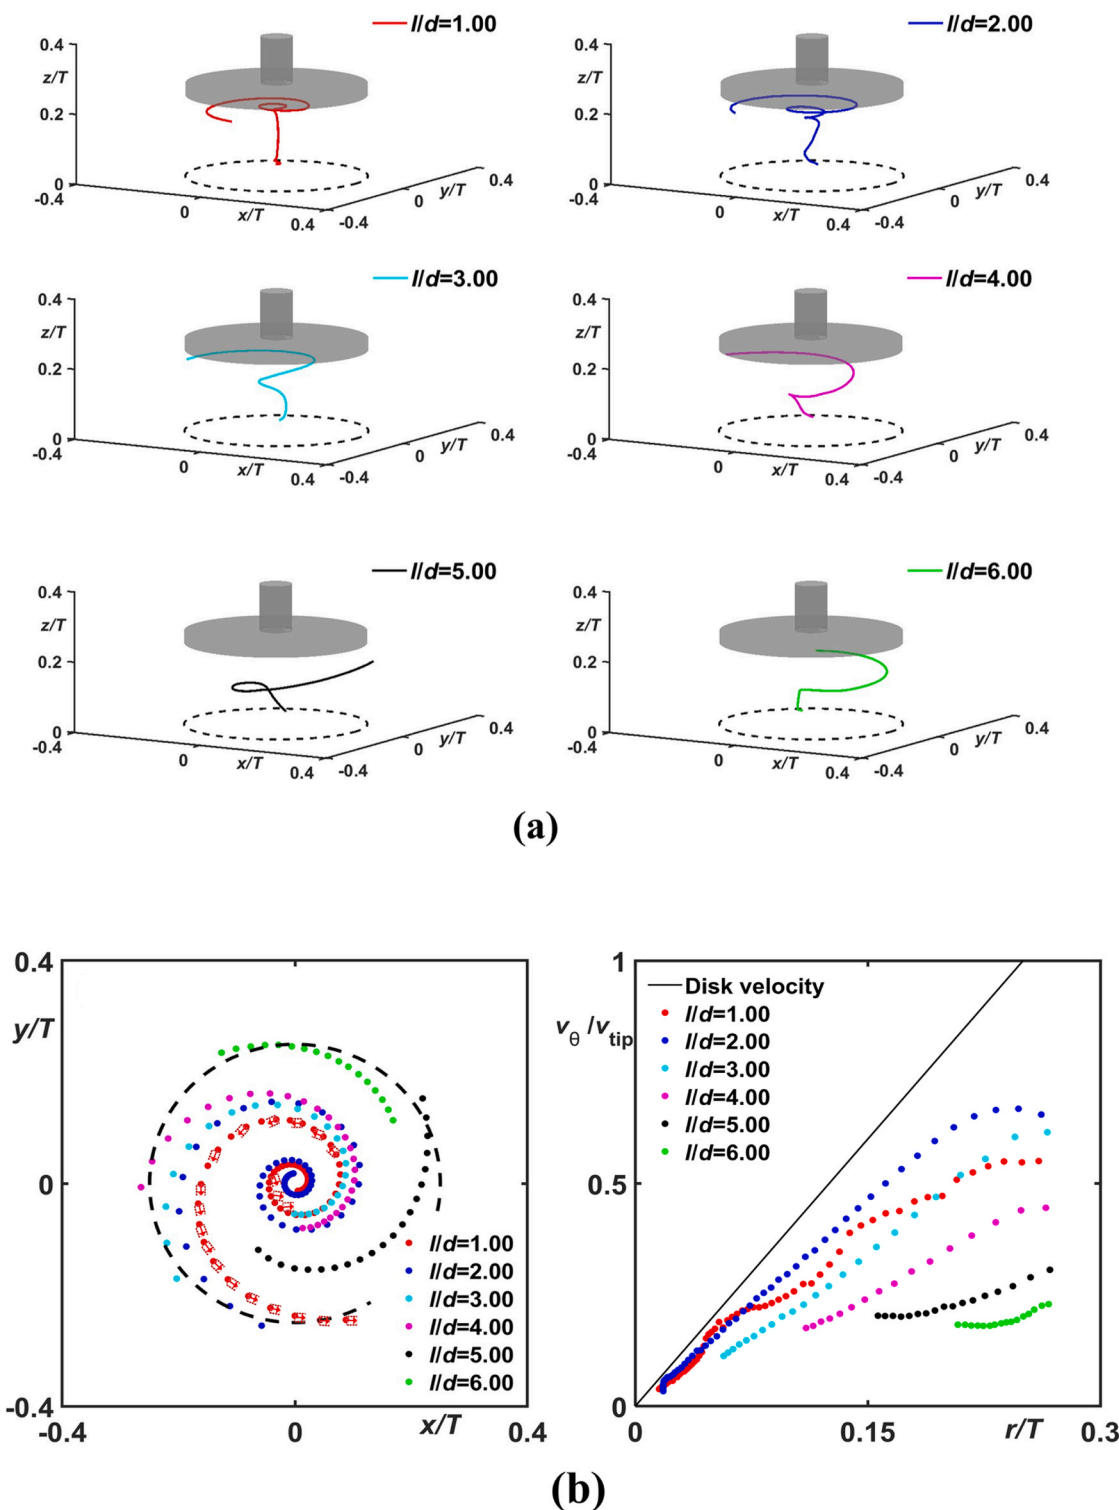 l/d=1.00
0.4
z/T
0.2
0
-0.4
0
x/T
0.4
-0.4
0
y/T
0.4
l/d=2.00
0.4
z/T
0.2
0
-0.4
0
x/T
0.4
-0.4
0
y/T
0.4
l/d=3.00
0.4
z/T
0.2
0
-0.4
0
x/T
0.4
-0.4
0
y/T
0.4
l/d=4.00
0.4
z/T
0.2
0
-0.4
0
x/T
0.4
-0.4
0
y/T
0.4
l/d=5.00
0.4
z/T
0.2
0
-0.4
0
x/T
0.4
-0.4
0
y/T
0.4
l/d=6.00
0.4
z/T
0.2
0
-0.4
0
x/T
0.4
-0.4
0
y/T
0.4
(a)
0.4
y/T
0
-0.4
-0.4
0
x/T
0.4
l/d=1.00
l/d=2.00
l/d=3.00
l/d=4.00
l/d=5.00
l/d=6.00
1
vθ /vtip
0.5
0
0
0.15
r/T
0.3
Disk velocity
l/d=1.00
l/d=2.00
l/d=3.00
l/d=4.00
l/d=5.00
l/d=6.00
(b)